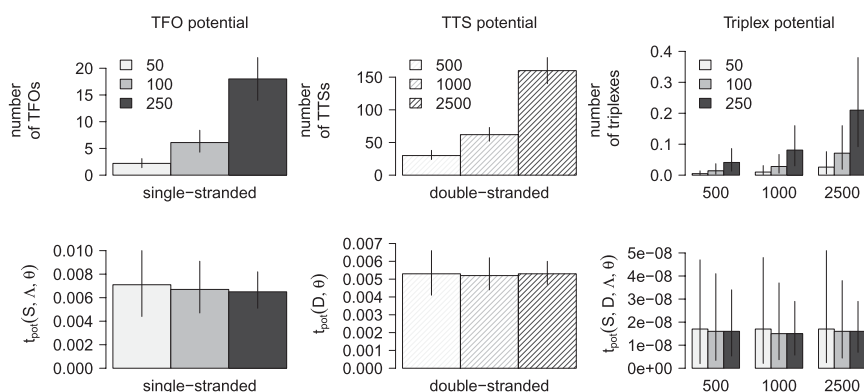 TFO potential
number
of TFOs
20
15
10
5
0
50
100
250
single−stranded
TTS potential
number
of TTSs
150
100
50
0
500
1000
2500
double−stranded
Triplex potential
number
of triplexes
0.4
0.3
0.2
0.1
0.0
50
100
250
500 1000 2500
tpot(S, Λ, θ)
0.010
0.008
0.006
0.004
0.002
0.000
single−stranded
tpot(D, θ)
0.007
0.006
0.005
0.004
0.003
0.002
0.001
0.000
double−stranded
tpot(S, D, Λ, θ)
5e−08
4e−08
3e−08
2e−08
1e−08
0e+00
500 1000 2500